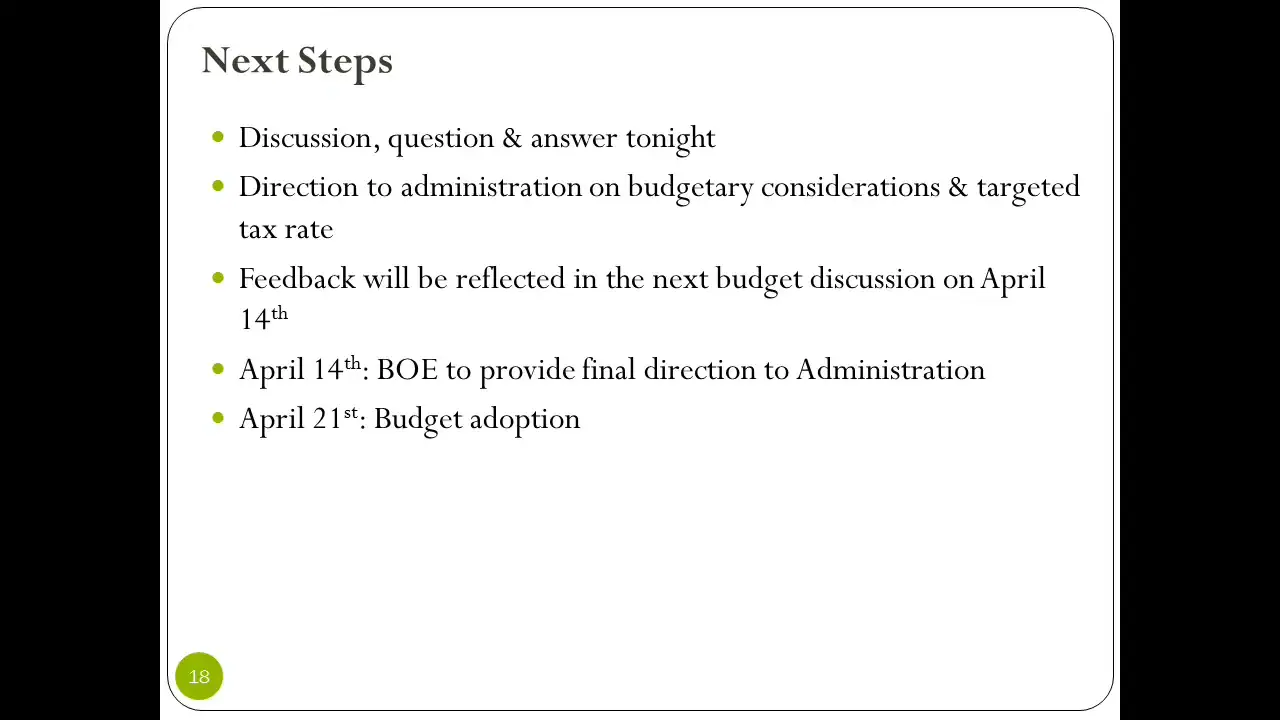 Next Steps
Discussion, question & answer tonight
Direction to administration on budgetary considerations & targeted
tax rate
Feedback will be reflected in the next budget discussion on April
14th
April 14th: BOE to provide final direction to Administration
April 21st: Budget adoption
18